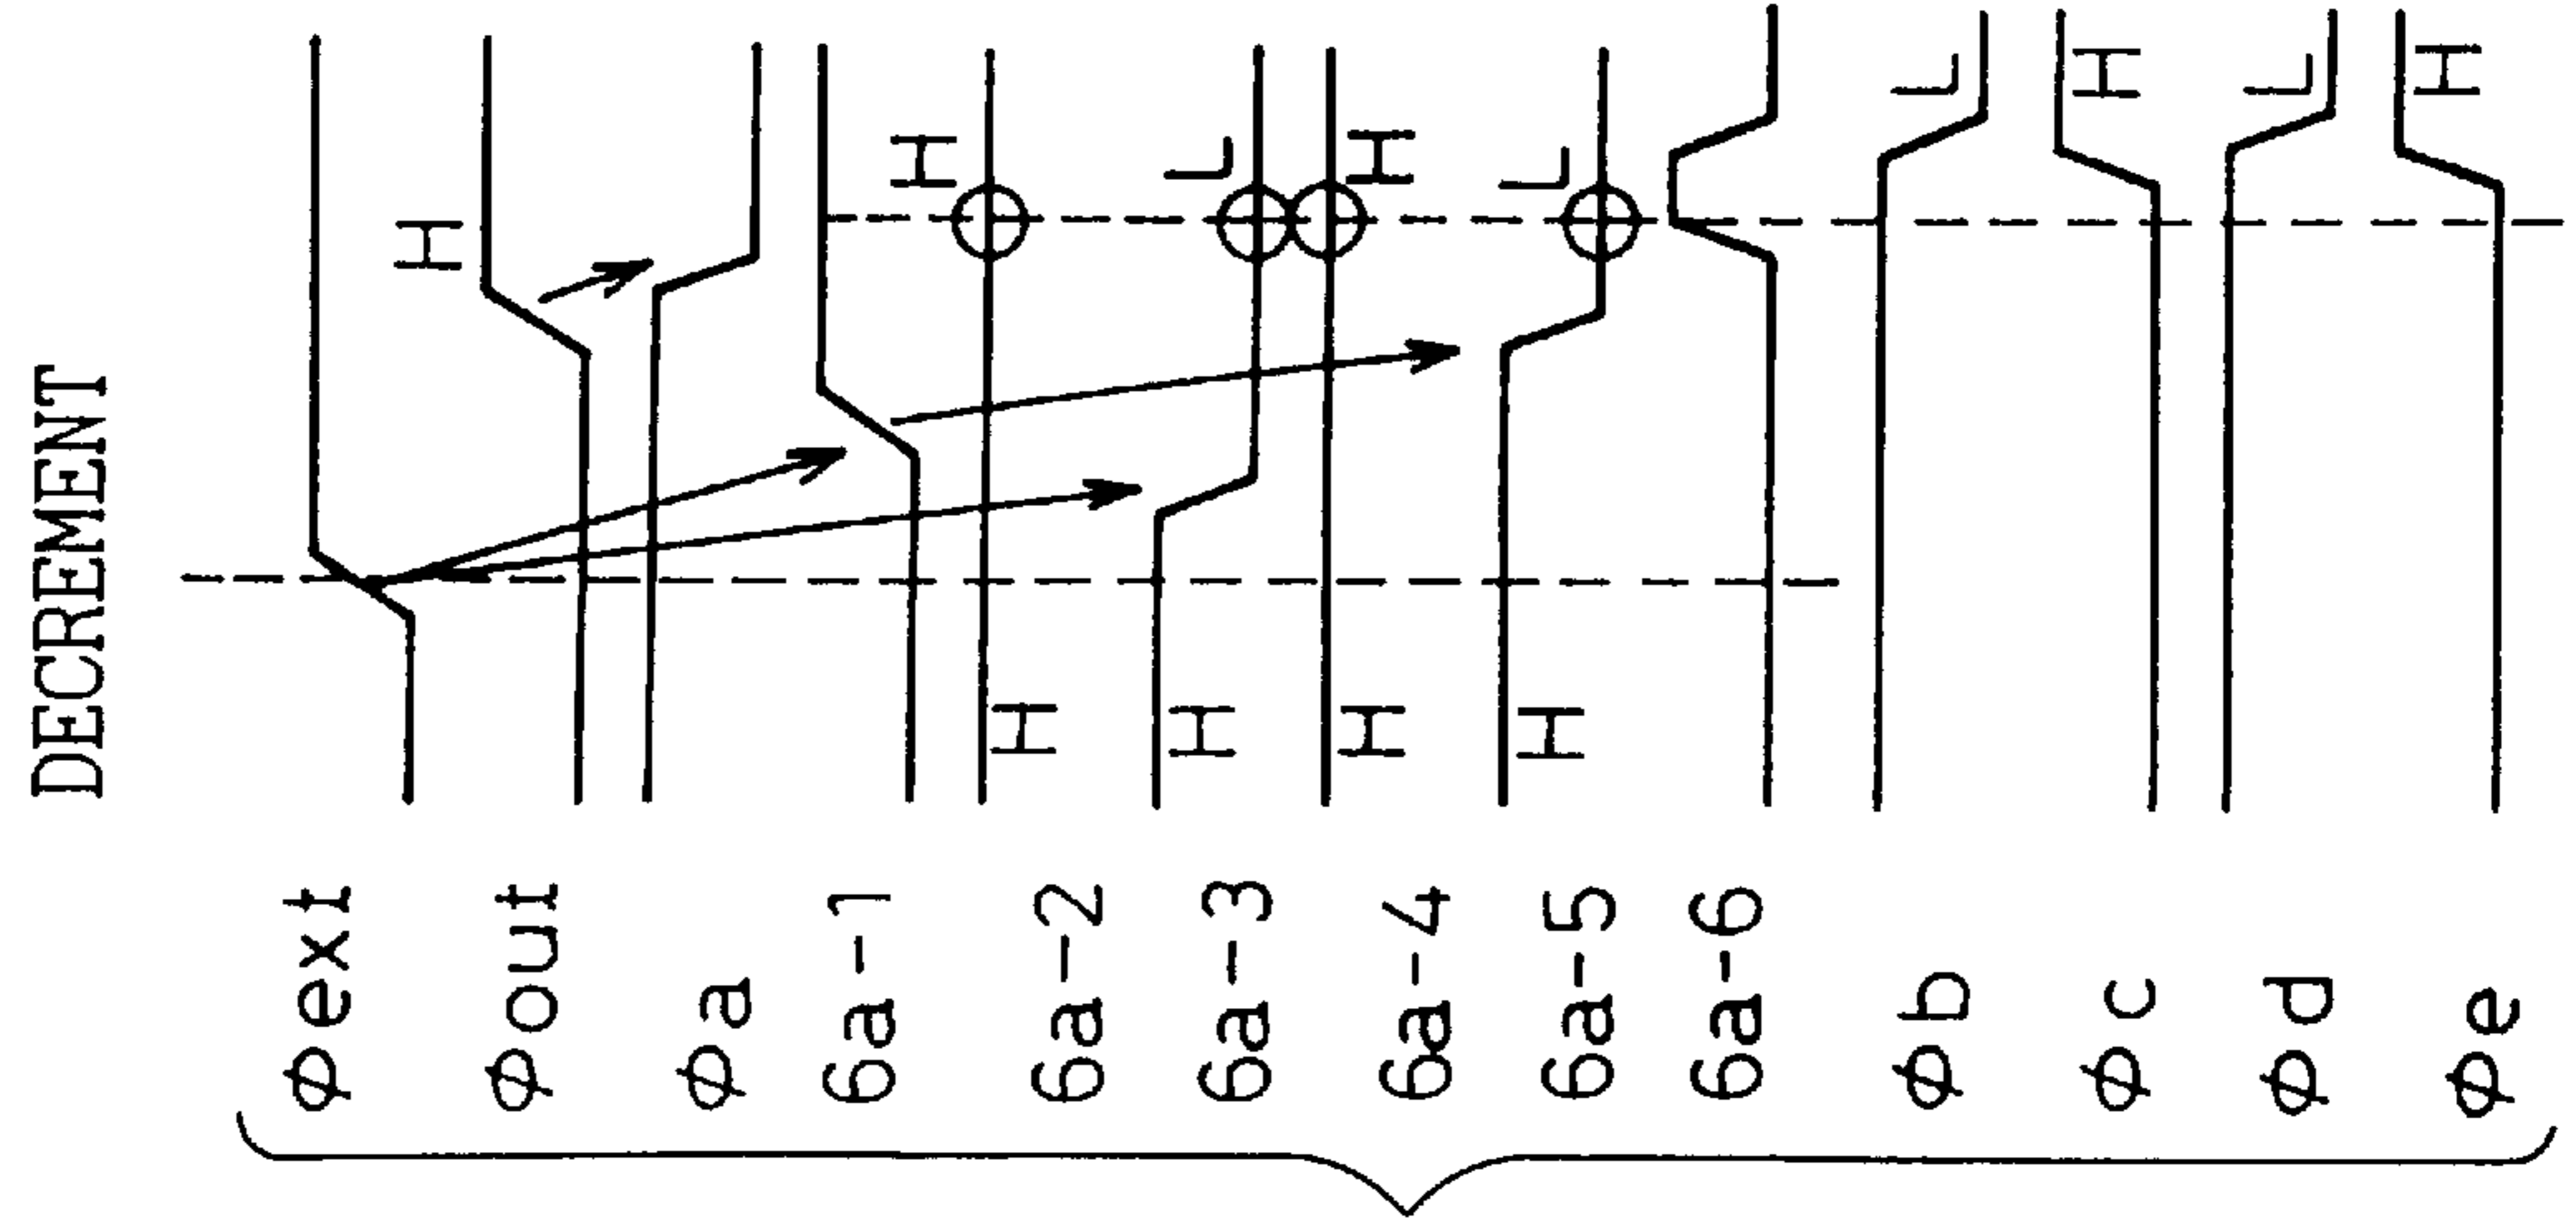 DECREMENT
φext
φout H
φa
6a-1
6a-2 H H
6a-3 H L
6a-4 H H
6a-5 H L
6a-6
φb L
φc H
φd L
φe H